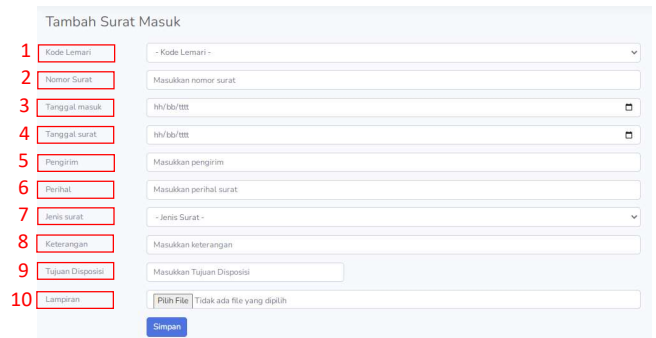 Tambah Surat Masuk
1 Kode Lemari - Kode Lemari -
2 Nomor Surat Masukkan nomor surat
3 Tanggal masuk hh/bb/tttt
4 Tanggal surat hh/bb/tttt
5 Pengirim Masukkan pengirim
6 Perihal Masukkan perihal surat
7 Jenis surat - Jenis Surat -
8 Keterangan Masukkan keterangan
9 Tujuan Disposisi Masukkan Tujuan Disposisi
10 Lampiran Pilih File Tidak ada file yang dipilih
Simpan